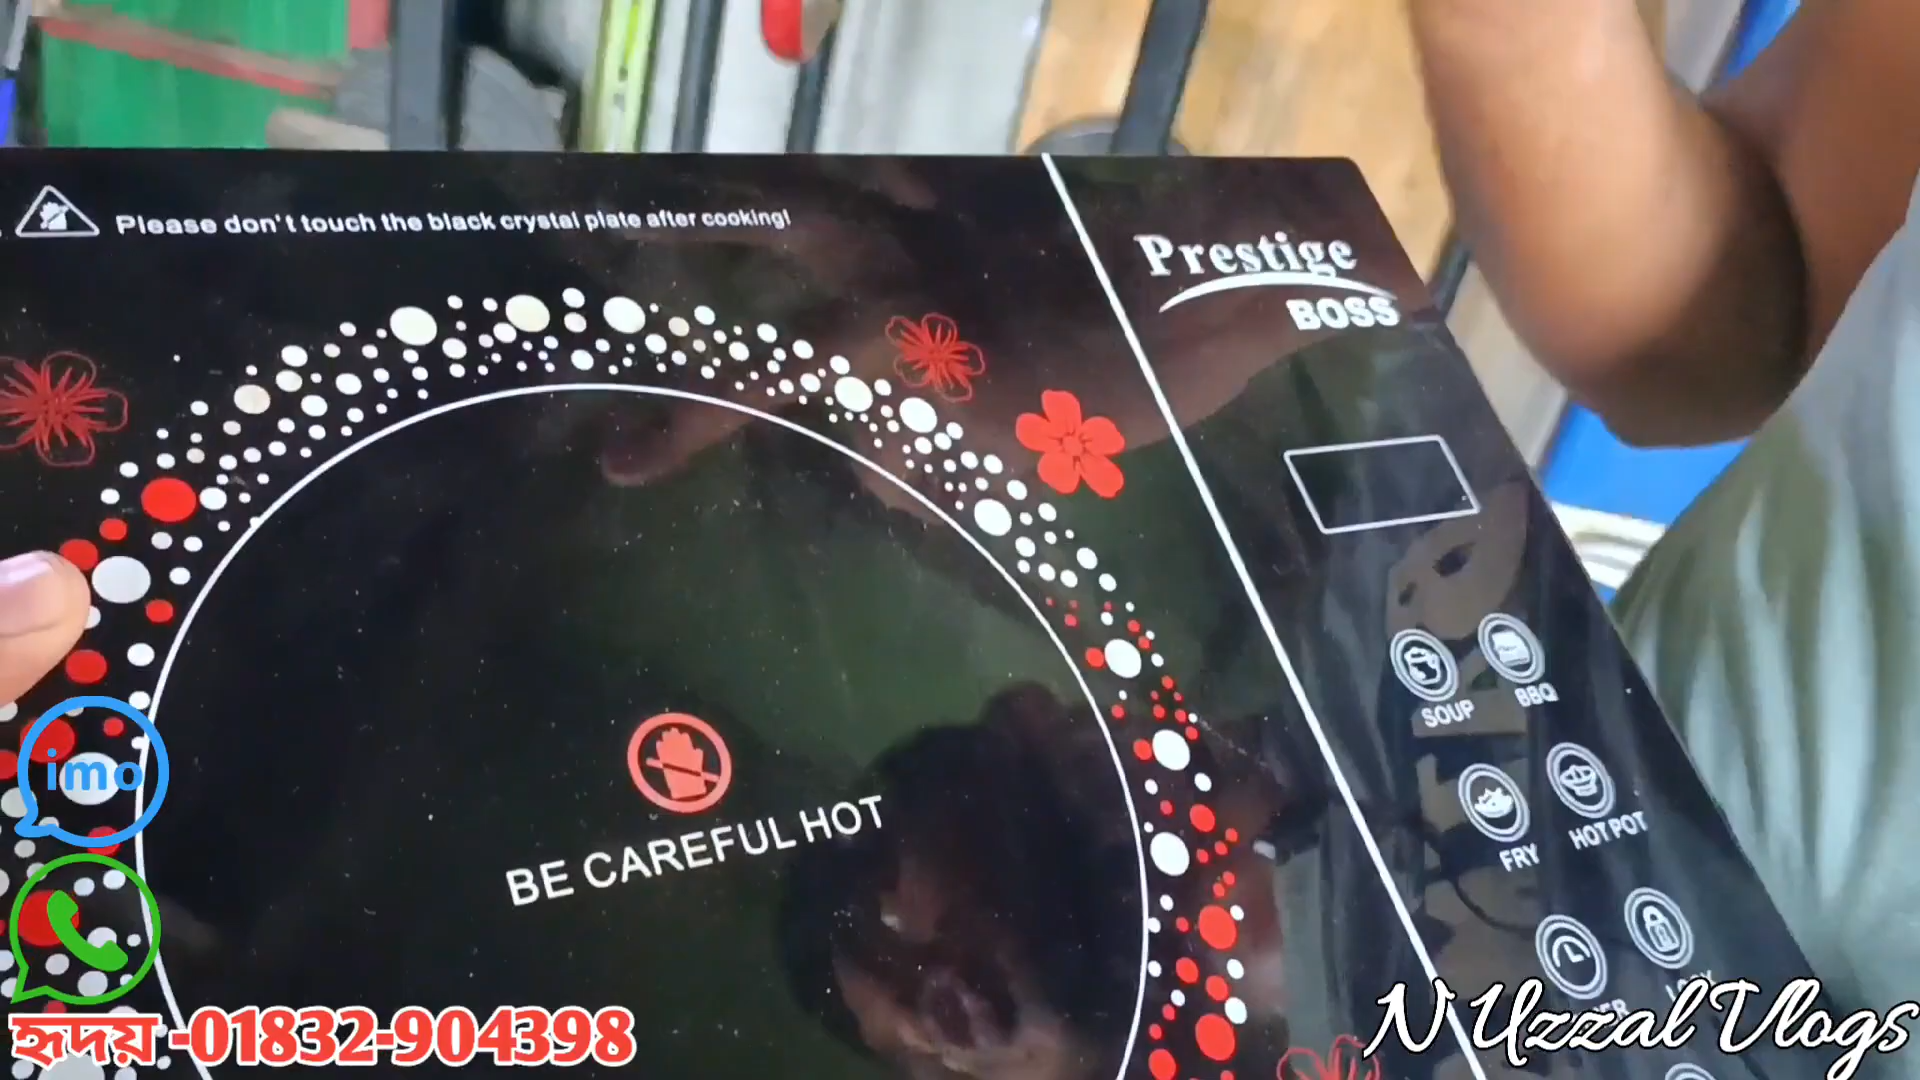 Please don't touch the black crystal plate after cooking!
Prestige
BOSS
SOUP
BBQ
FRY
HOT POT
BE CAREFUL HOT
imo
হৃদয় -01832-904398
N Uzzal Vlogs